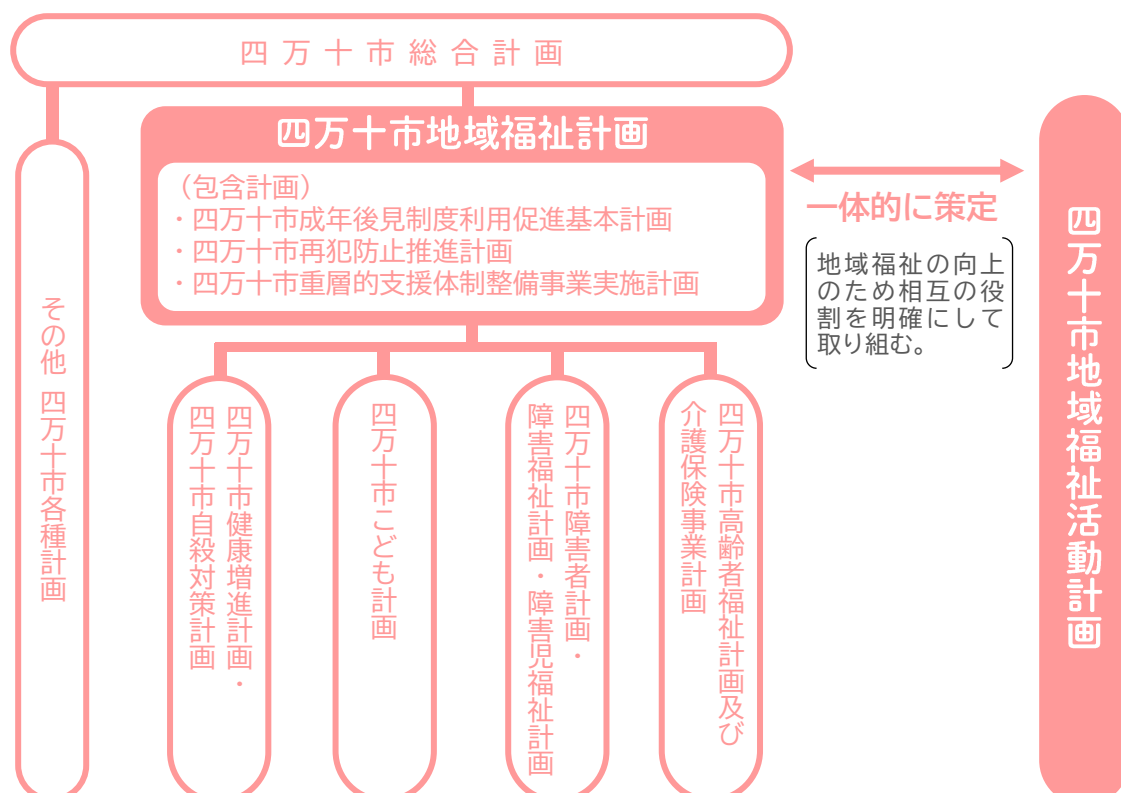 四万十市総合計画
四万十市地域福祉計画
（包含計画）
・四万十市成年後見制度利用促進基本計画
・四万十市再犯防止推進計画
・四万十市重層的支援体制整備事業実施計画
一体的に策定
地域福祉の向上
のため相互の役
割を明確にして
取り組む。
四万十市地域福祉活動計画
その他 四万十市各種計画
四万十市健康増進計画・
四万十市自殺対策計画
四万十市こども計画
四万十市障害者計画・
障害福祉計画・障害児福祉計画
四万十市高齢者福祉計画及び
介護保険事業計画